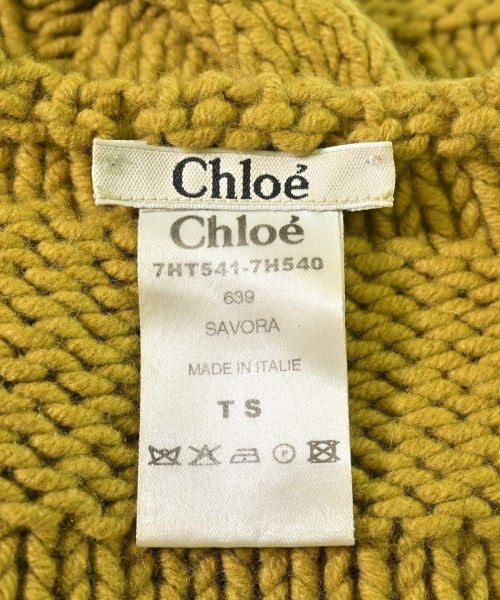 Chloé
Chloé
7HT541-7H540
639
SAVORA
MADE IN ITALIE
T S